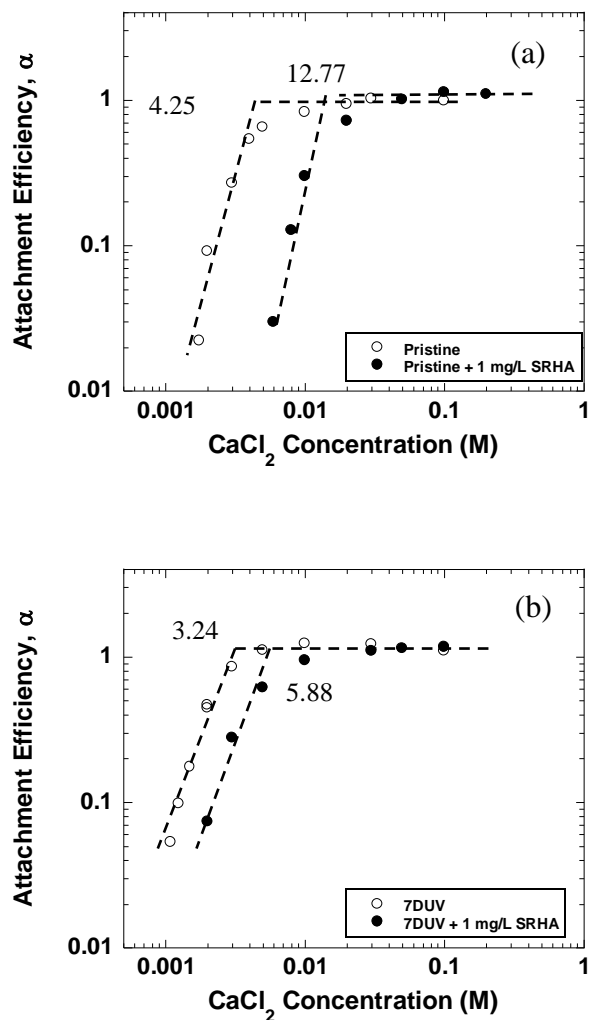 (a)
12.77
4.25
1
0.1
0.01
Attachment Efficiency, α
Pristine
Pristine + 1 mg/L SRHA
0.001 0.01 0.1 1
CaCl₂ Concentration (M)
(b)
3.24
5.88
1
0.1
0.01
Attachment Efficiency, α
7DUV
7DUV + 1 mg/L SRHA
0.001 0.01 0.1 1
CaCl₂ Concentration (M)